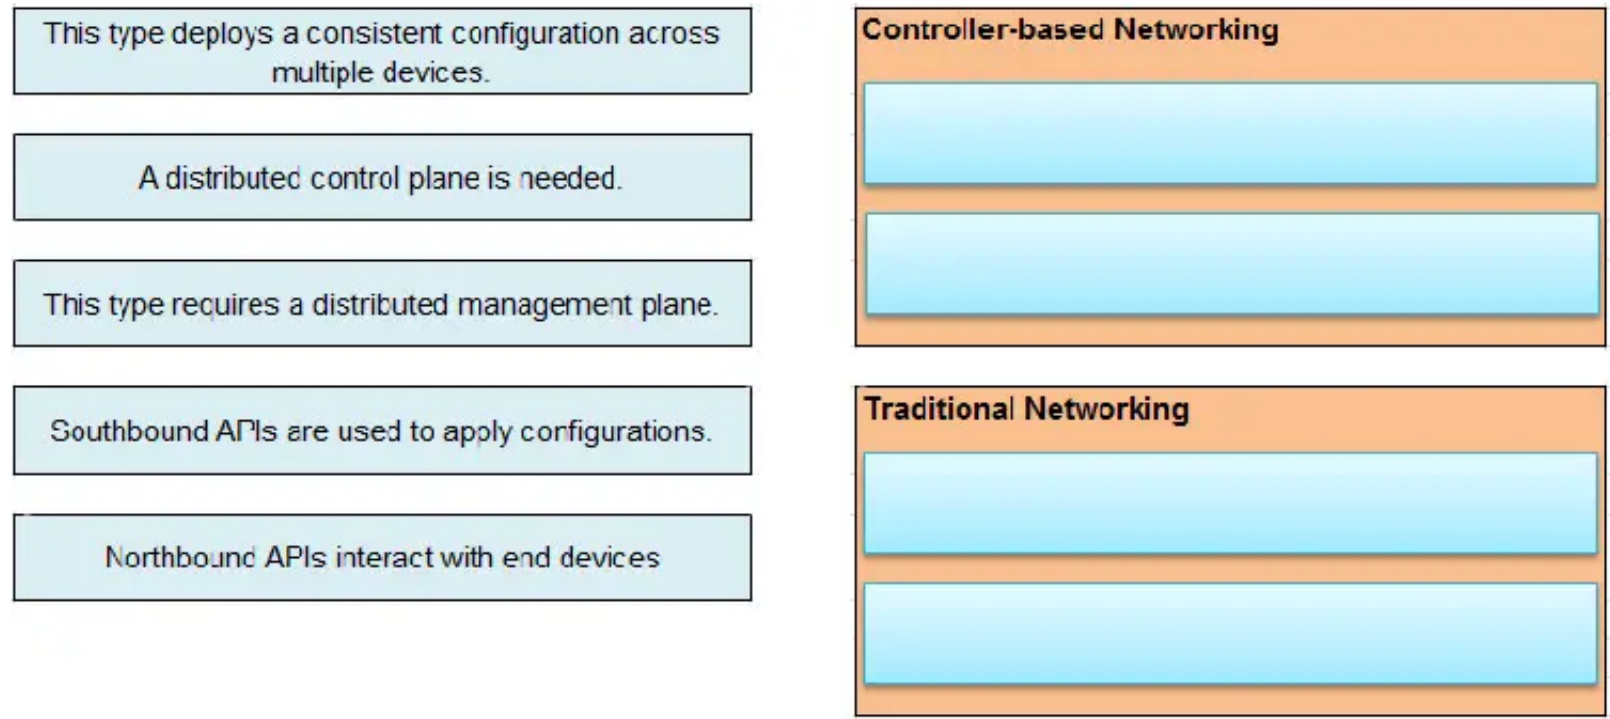 This type deploys a consistent configuration across
multiple devices.
A distributed control plane is needed.
This type requires a distributed management plane.
Southbound APIs are used to apply configurations.
Northbound APIs interact with end devices
Controller-based Networking
Traditional Networking